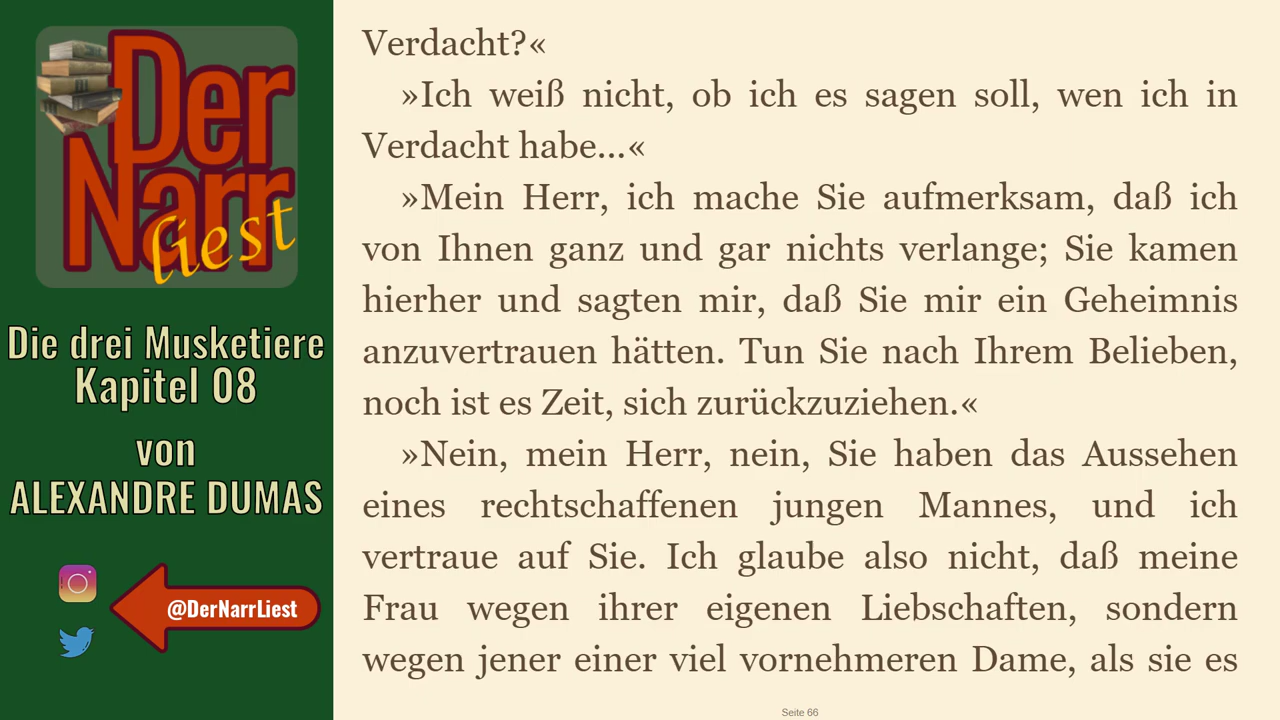 Der
Narr
liest
Die drei Musketiere
Kapitel 08
von
ALEXANDRE DUMAS
@DerNarrLiest
Verdacht?«
»Ich weiß nicht, ob ich es sagen soll, wen ich in
Verdacht habe...«
»Mein Herr, ich mache Sie aufmerksam, daß ich
von Ihnen ganz und gar nichts verlange; Sie kamen
hierher und sagten mir, daß Sie mir ein Geheimnis
anzuvertrauen hätten. Tun Sie nach Ihrem Belieben,
noch ist es Zeit, sich zurückzuziehen.«
»Nein, mein Herr, nein, Sie haben das Aussehen
eines rechtschaffenen jungen Mannes, und ich
vertraue auf Sie. Ich glaube also nicht, daß meine
Frau wegen ihrer eigenen Liebschaften, sondern
wegen jener einer viel vornehmeren Dame, als sie es
Seite 66